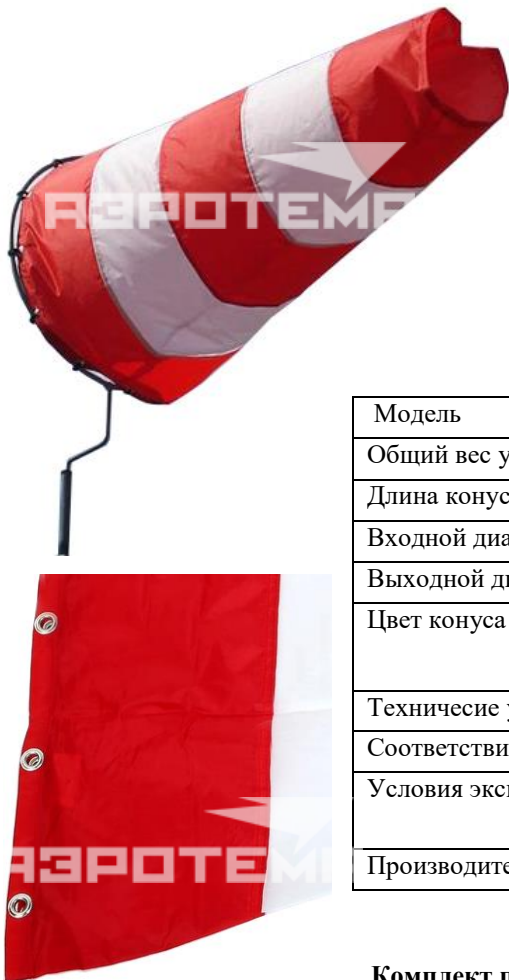 АЭРОТЕМ
Модель
Общий вес у
Длина конус
Входной диа
Выходной ди
Цвет конуса
Техничесие у
Соответстви
Условия экс
Производите
АЭРОТЕМ
Комплект